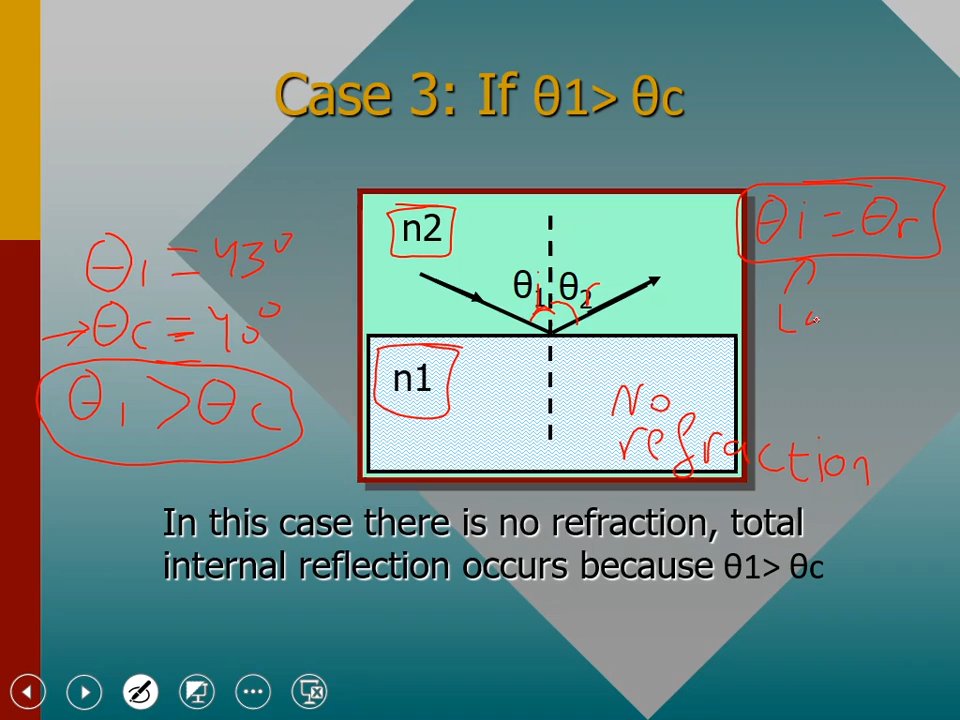 Case 3: If θ1> θc
n2
θi = θr
θ1 = 43°
θ1 i θ2 r
L
→θc = 40°
n1
θ1 > θc
No
refraction
In this case there is no refraction, total
internal reflection occurs because θ1> θc